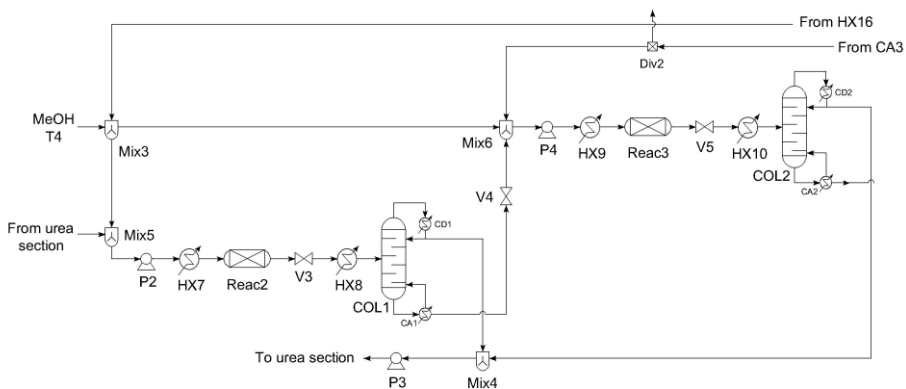 From HX16
From CA3
Div2
CD2
MeOH
T4
Mix3
Mix6
P4
HX9
Reac3
V5
HX10
COL2
CA2
V4
From urea
section
Mix5
CD1
P2
HX7
Reac2
V3
HX8
COL1
CA1
To urea section
P3
Mix4